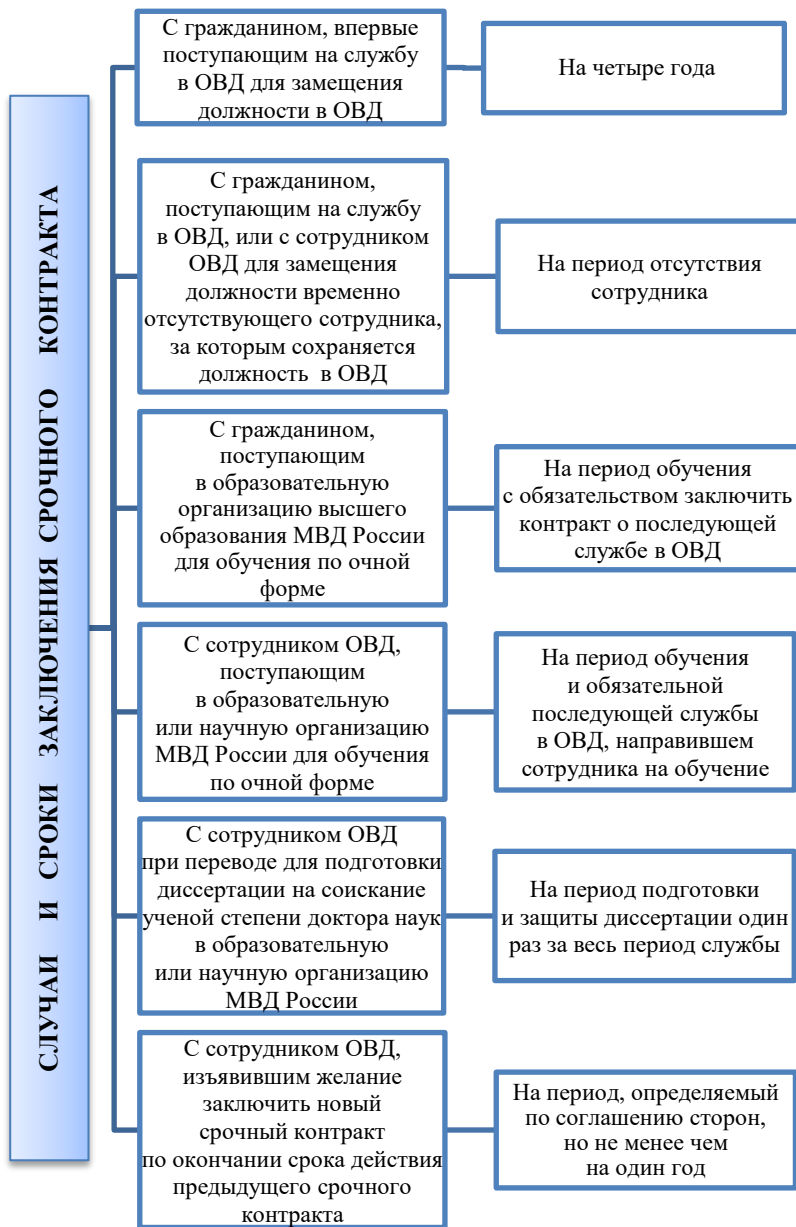 СЛУЧАИ И СРОКИ ЗАКЛЮЧЕНИЯ СРОЧНОГО КОНТРАКТА
С гражданином, впервые
поступающим на службу
в ОВД для замещения
должности в ОВД
На четыре года
С гражданином,
поступающим на службу
в ОВД, или с сотрудником
ОВД для замещения
должности временно
отсутствующего сотрудника,
за которым сохраняется
должность в ОВД
На период отсутствия
сотрудника
С гражданином,
поступающим
в образовательную
организацию высшего
образования МВД России
для обучения по очной
форме
На период обучения
с обязательством заключить
контракт о последующей
службе в ОВД
С сотрудником ОВД,
поступающим
в образовательную
или научную организацию
МВД России для обучения
по очной форме
На период обучения
и обязательной
последующей службы
в ОВД, направившем
сотрудника на обучение
С сотрудником ОВД
при переводе для подготовки
диссертации на соискание
ученой степени доктора наук
в образовательную
или научную организацию
МВД России
На период подготовки
и защиты диссертации один
раз за весь период службы
С сотрудником ОВД,
изъявившим желание
заключить новый
срочный контракт
по окончании срока действия
предыдущего срочного
контракта
На период, определяемый
по соглашению сторон,
но не менее чем
на один год